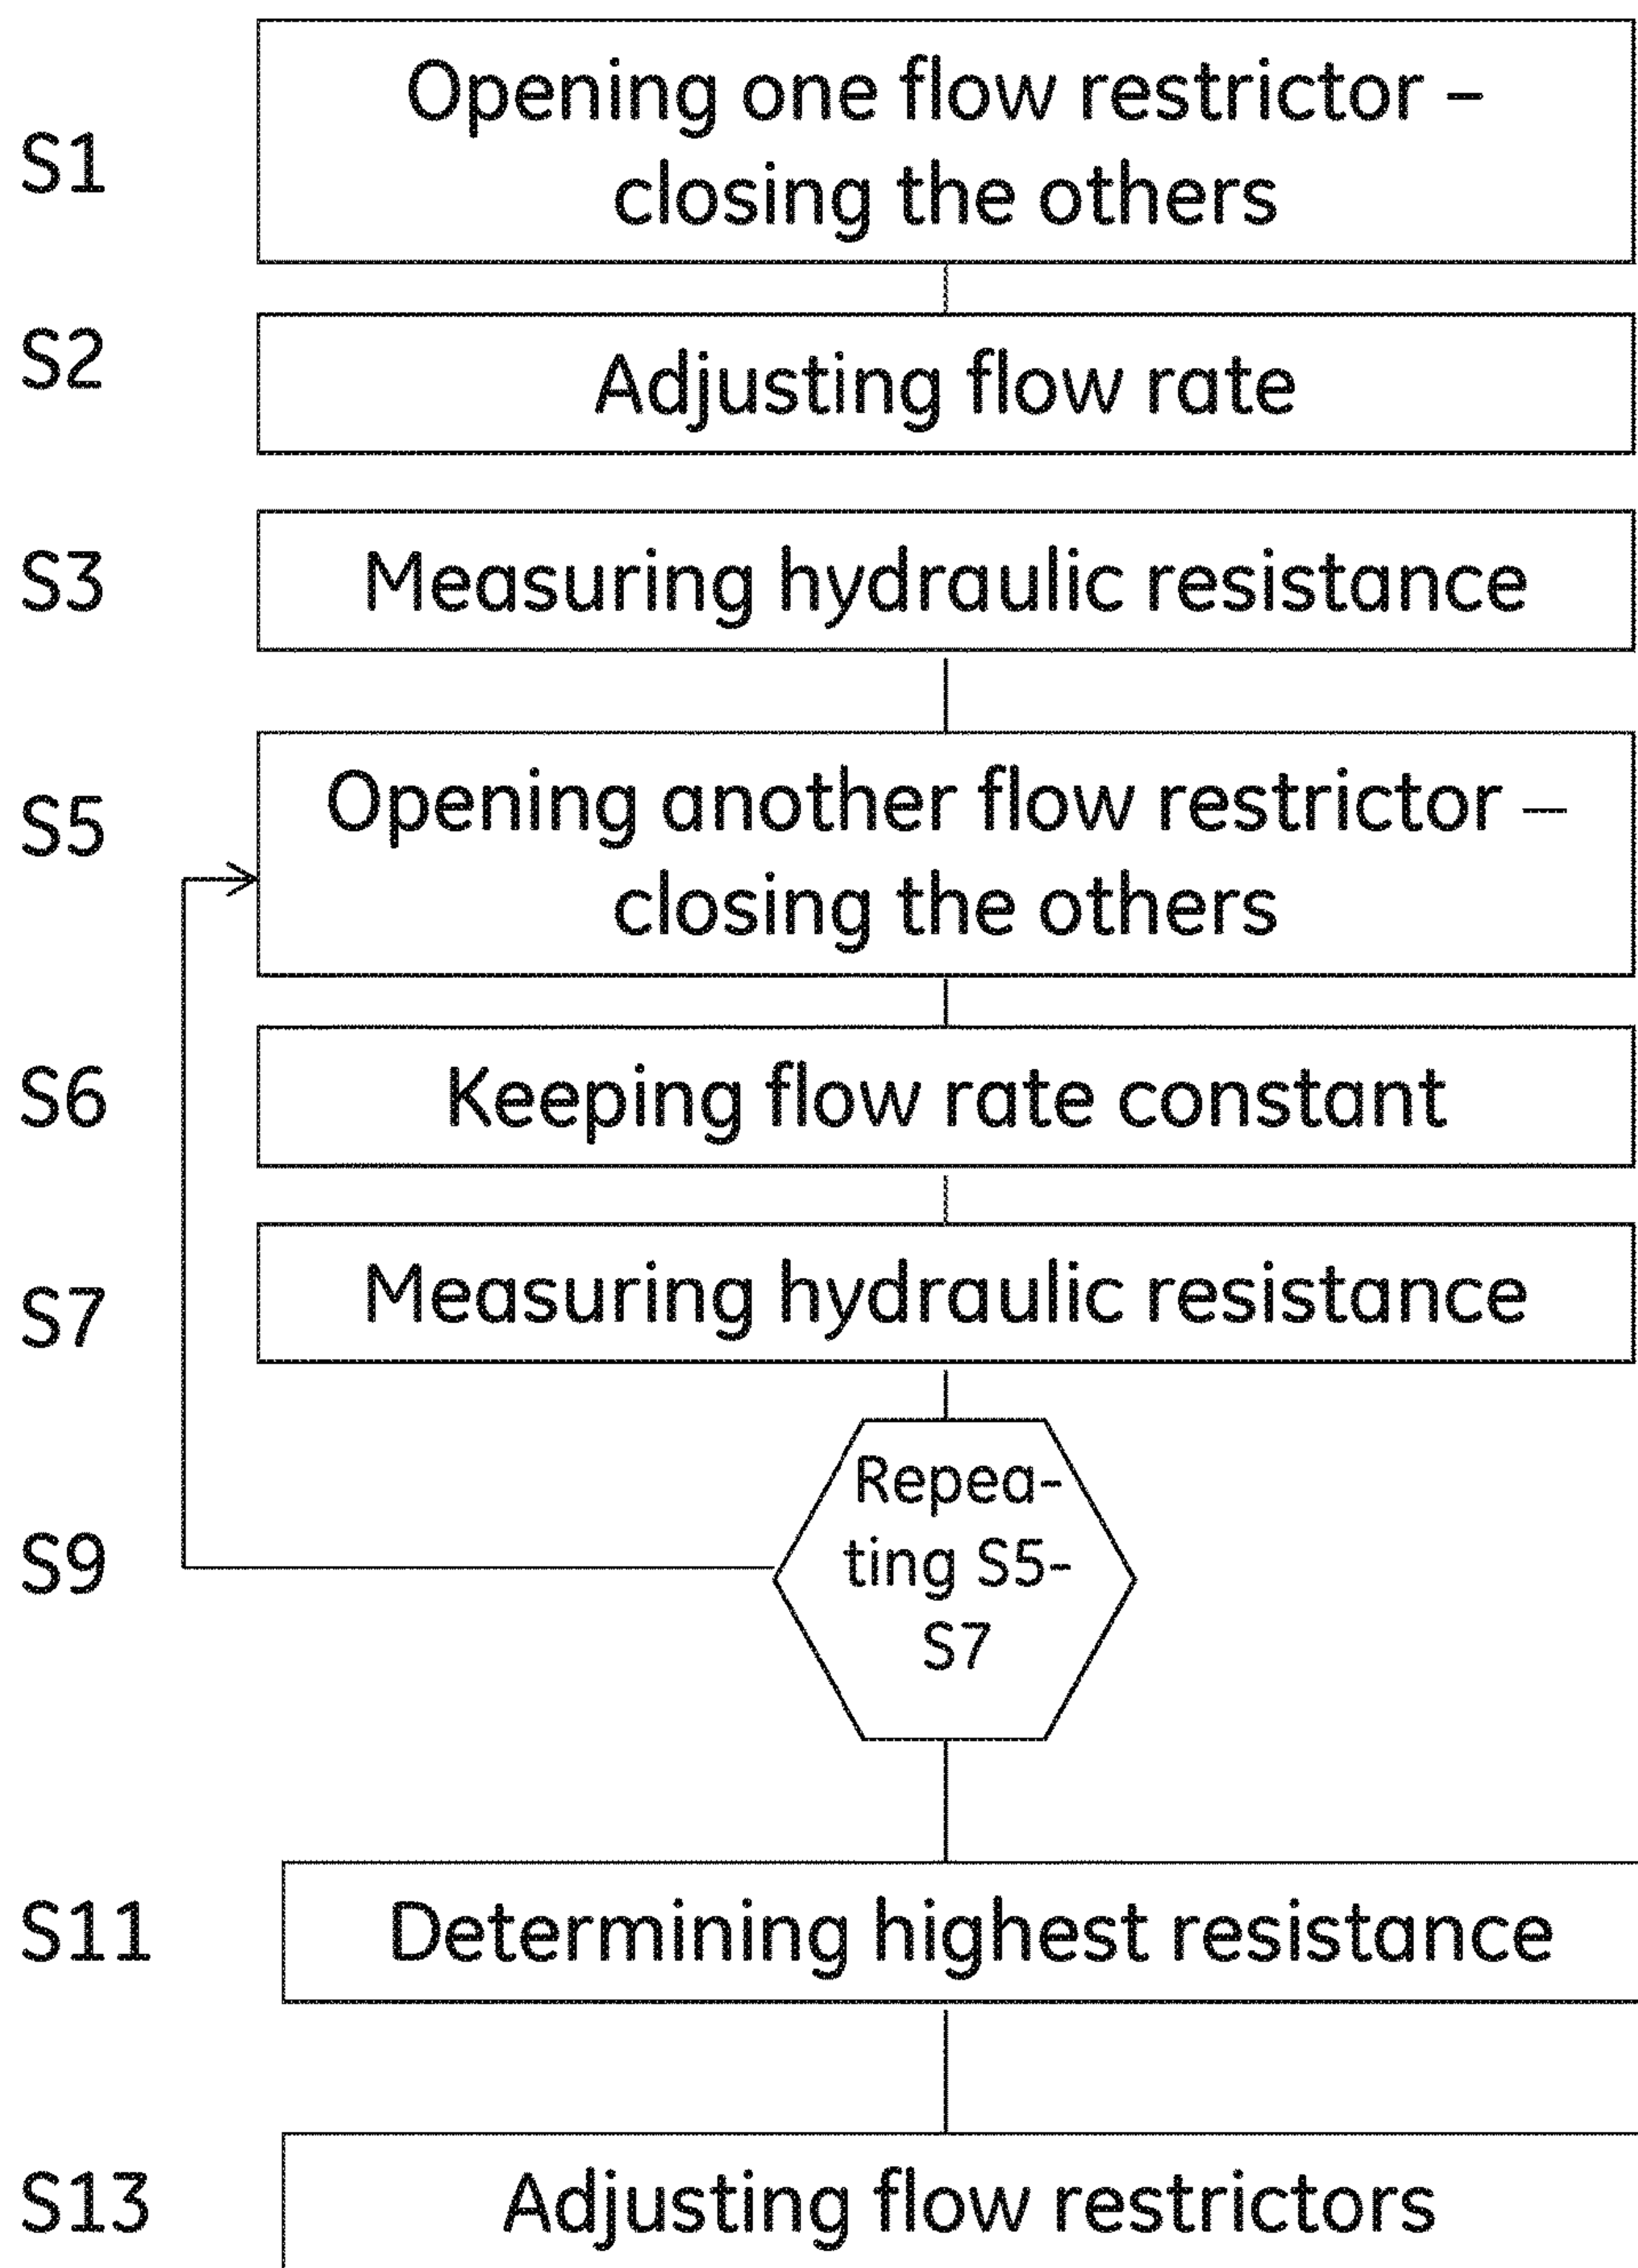 S1
Opening one flow restrictor –
closing the others
S2
Adjusting flow rate
S3
Measuring hydraulic resistance
S5
Opening another flow restrictor –
closing the others
S6
Keeping flow rate constant
S7
Measuring hydraulic resistance
S9
Repea-
ting S5-
S7
S11
Determining highest resistance
S13
Adjusting flow restrictors